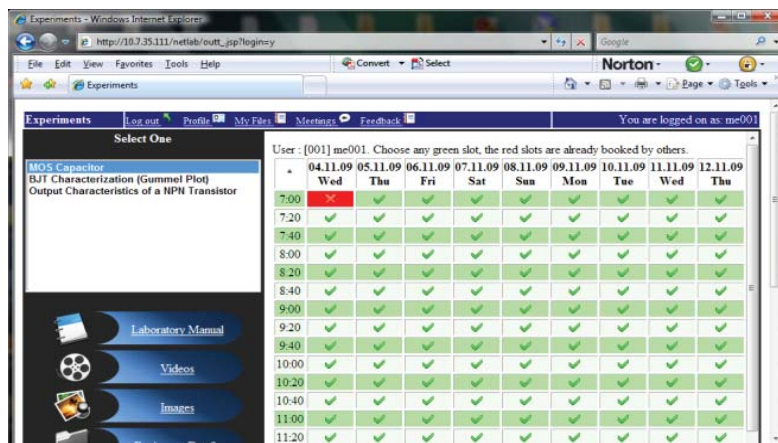 Experiments - Windows Internet Explorer
http://10.7.35.111/netlab/outt_.jsp?login=y
Google
File Edit View Favorites Tools Help
Convert Select
Norton
Experiments
Page Tools
Experiments Log out Profile My Files Meetings Feedback You are logged on as: me001
Select One
MOS Capacitor
BJT Characterization (Gummel Plot)
Output Characteristics of a NPN Transistor
Laboratory Manual
Videos
Images
User : [001] me001. Choose any green slot, the red slots are already booked by others.
04.11.09 05.11.09 06.11.09 07.11.09 08.11.09 09.11.09 10.11.09 11.11.09 12.11.09
Wed Thu Fri Sat Sun Mon Tue Wed Thu
7:00
7:20
7:40
8:00
8:20
8:40
9:00
9:20
9:40
10:00
10:20
10:40
11:00
11:20